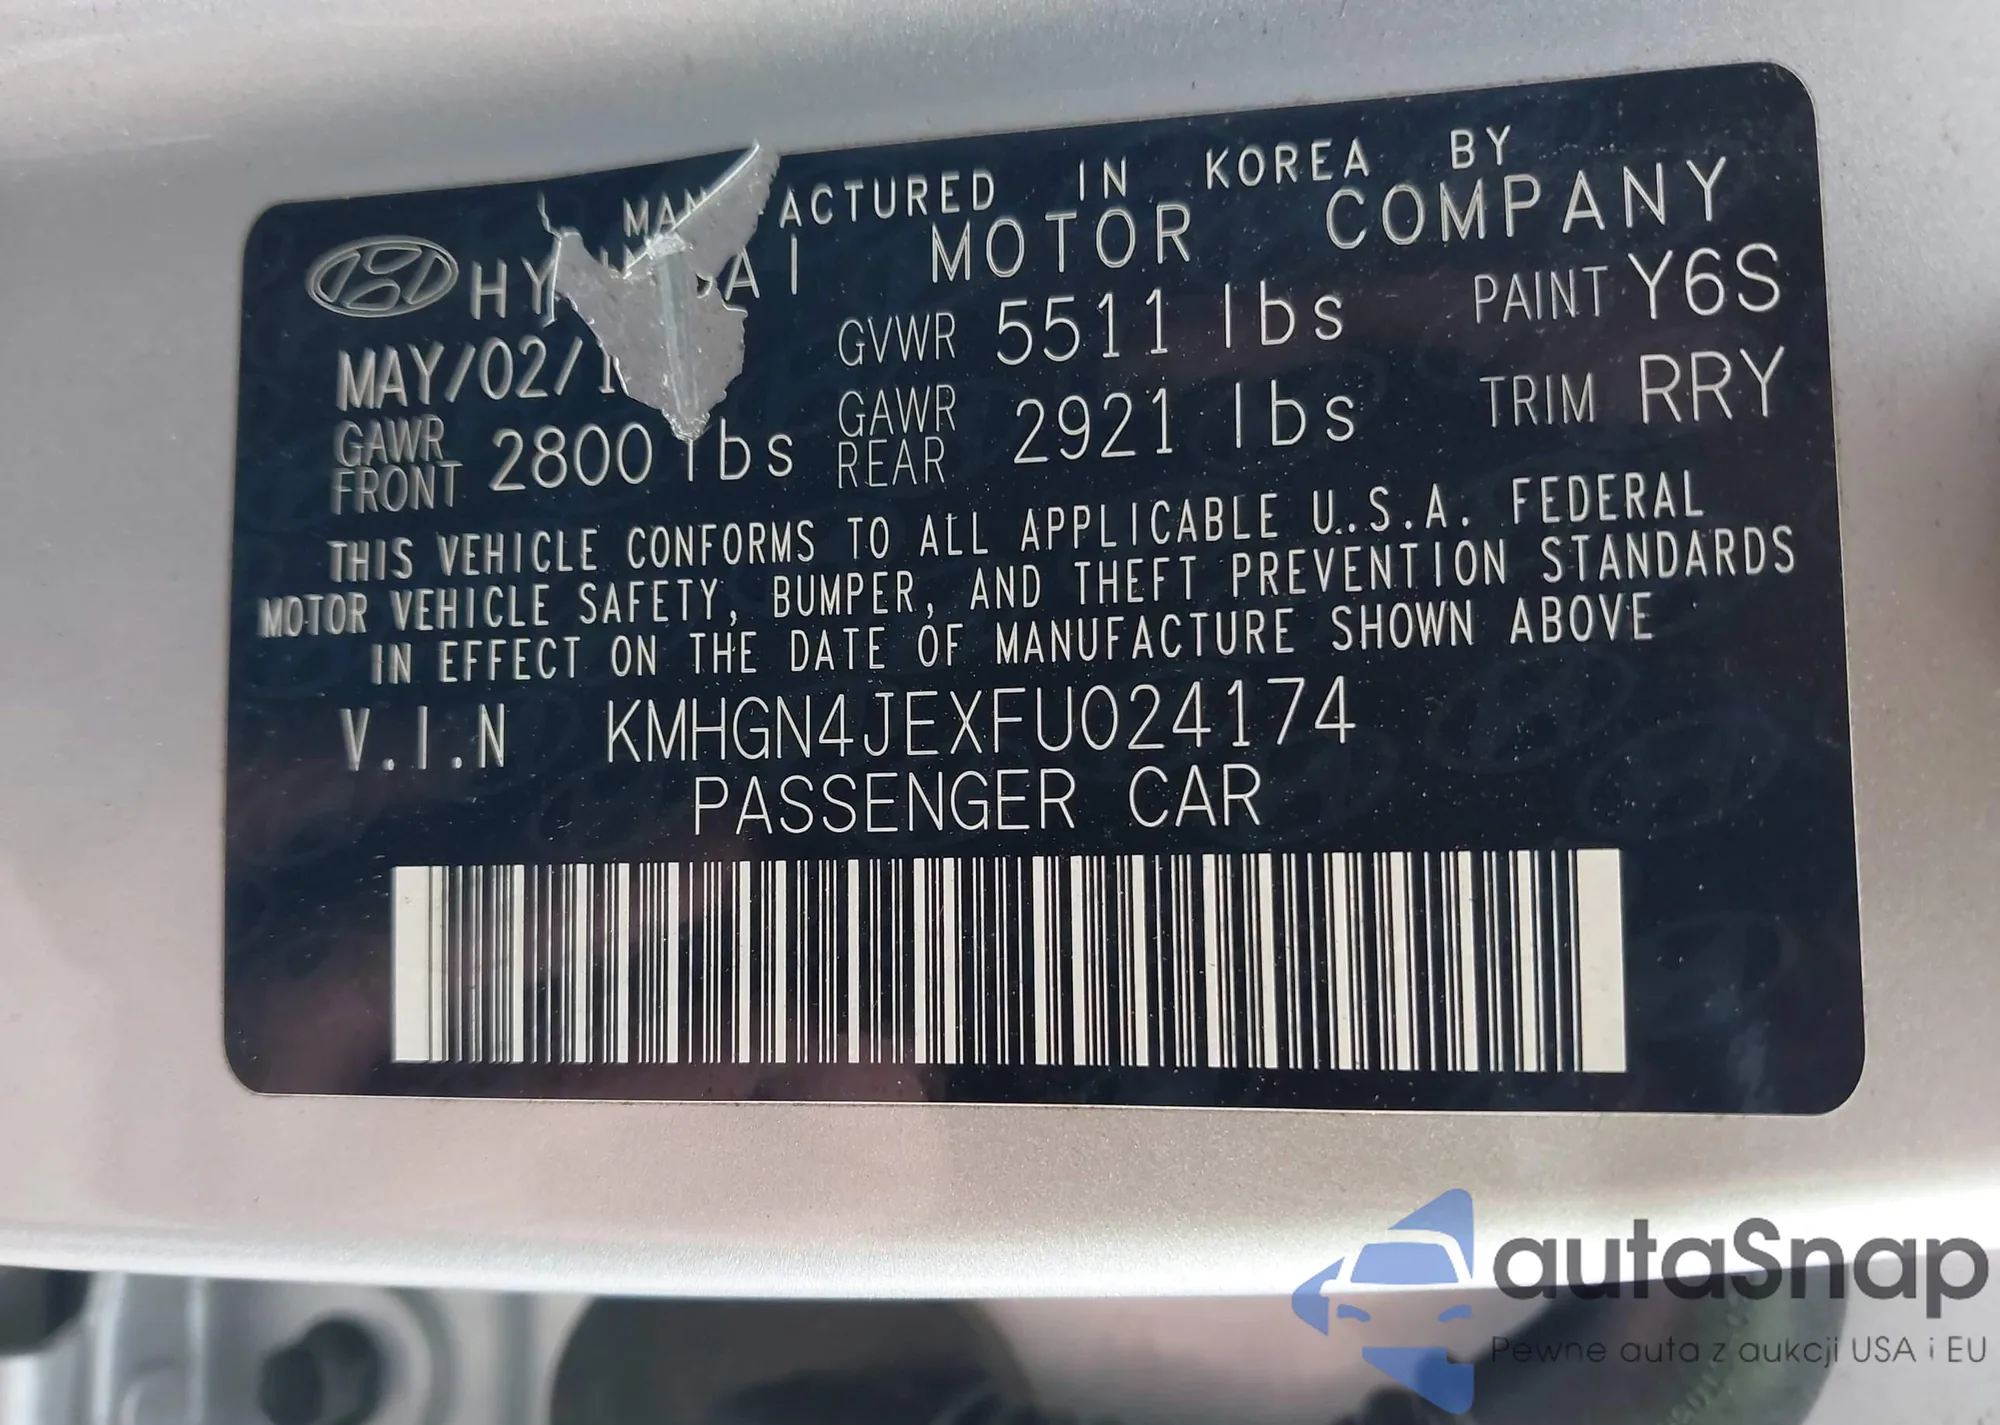 MAN ACTURED IN KOREA BY
HY DAI MOTOR COMPANY
MAY/02/1 GVWR 5511 lbs PAINT Y6S
GAWR FRONT 2800 lbs GAWR REAR 2921 lbs TRIM RRY
THIS VEHICLE CONFORMS TO ALL APPLICABLE U.S.A. FEDERAL
MOTOR VEHICLE SAFETY, BUMPER, AND THEFT PREVENTION STANDARDS
IN EFFECT ON THE DATE OF MANUFACTURE SHOWN ABOVE
V.I.N KMHGN4JEXFU024174
PASSENGER CAR
autaSnap
Pewne auta z aukcji USA i EU